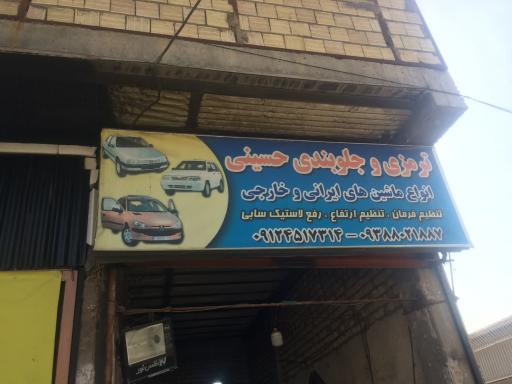 ترمزی و جلوبندی حسینی
انواع ماشین های ایرانی و خارجی
تنظیم فرمان ، تنظیم ارتفاع ، رفع لاستیک سابی
۰۹۱۲۴۵۱۷۳۱۴ - ۰۹۳۸۸۰۲۱۸۸۷